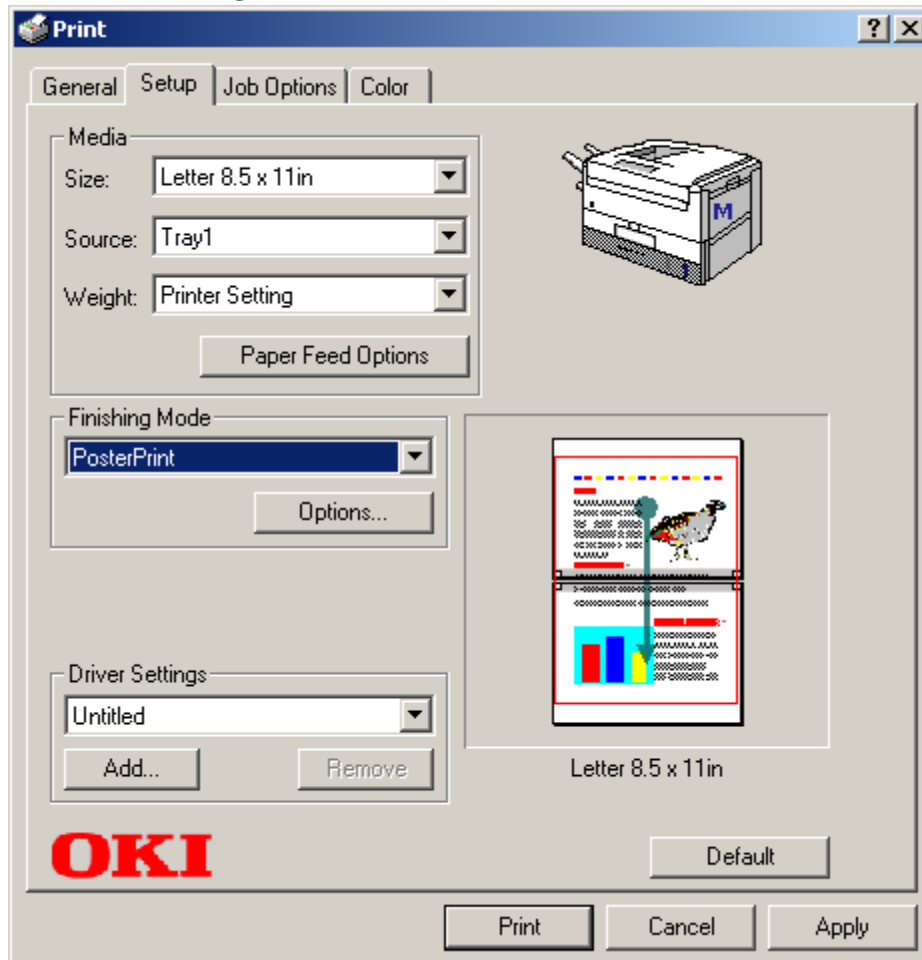 Print
General Setup Job Options Color
Media
Size: Letter 8.5 x 11in
Source: Tray1
Weight: Printer Setting
Paper Feed Options
M
Finishing Mode
PosterPrint
Options...
Driver Settings
Untitled
Add... Remove
Letter 8.5 x 11in
OKI
Default
Print Cancel Apply